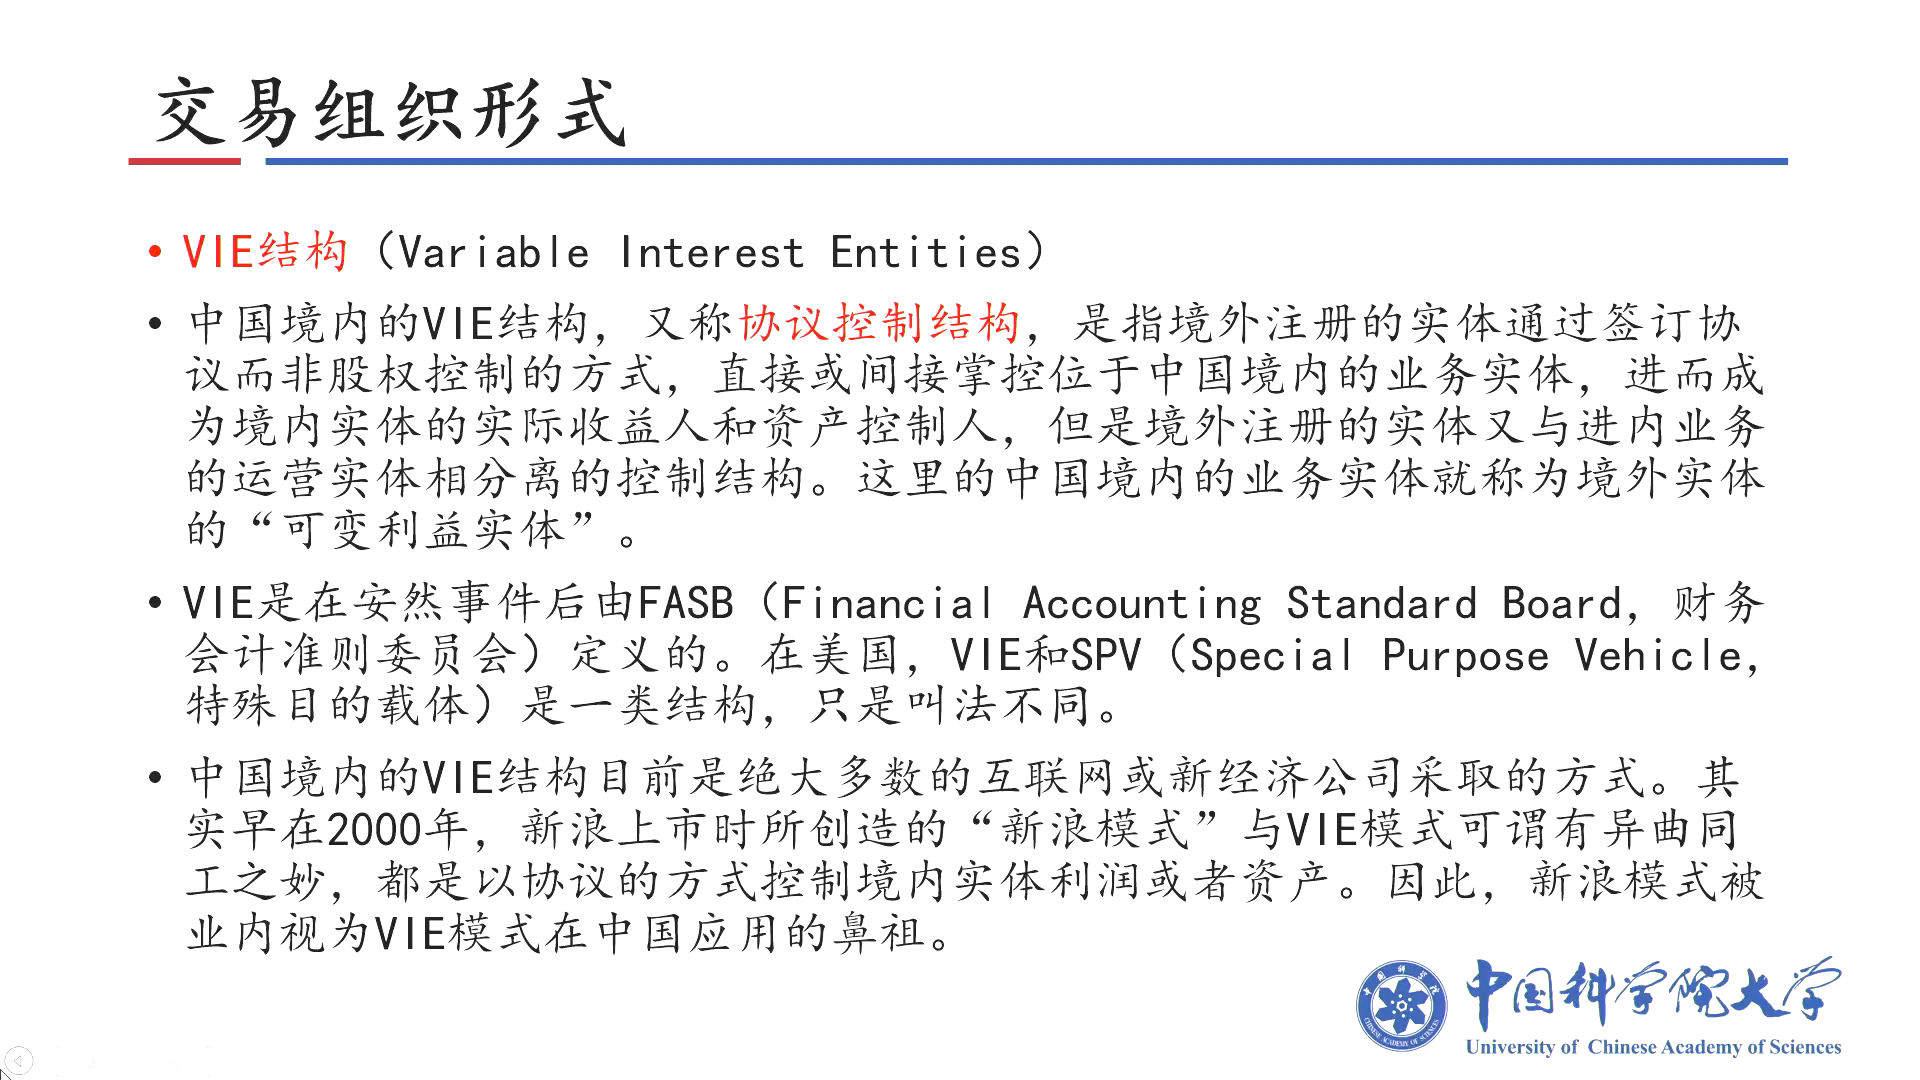 交易组织形式
• VIE结构（Variable Interest Entities）
• 中国境内的VIE结构，又称协议控制结构，是指境外注册的实体通过签订协
议而非股权控制的方式，直接或间接掌控位于中国境内的业务实体，进而成
为境内实体的实际收益人和资产控制人，但是境外注册的实体又与进内业务
的运营实体相分离的控制结构。这里的中国境内的业务实体就称为境外实体
的“可变利益实体”。
• VIE是在安然事件后由FASB（Financial Accounting Standard Board，财务
会计准则委员会）定义的。在美国，VIE和SPV（Special Purpose Vehicle，
特殊目的载体）是一类结构，只是叫法不同。
• 中国境内的VIE结构目前是绝大多数的互联网或新经济公司采取的方式。其
实早在2000年，新浪上市时所创造的“新浪模式”与VIE模式可谓有异曲同
工之妙，都是以协议的方式控制境内实体利润或者资产。因此，新浪模式被
业内视为VIE模式在中国应用的鼻祖。
中国科学院
CHINESE ACADEMY OF SCIENCES
中国科学院大学
University of Chinese Academy of Sciences